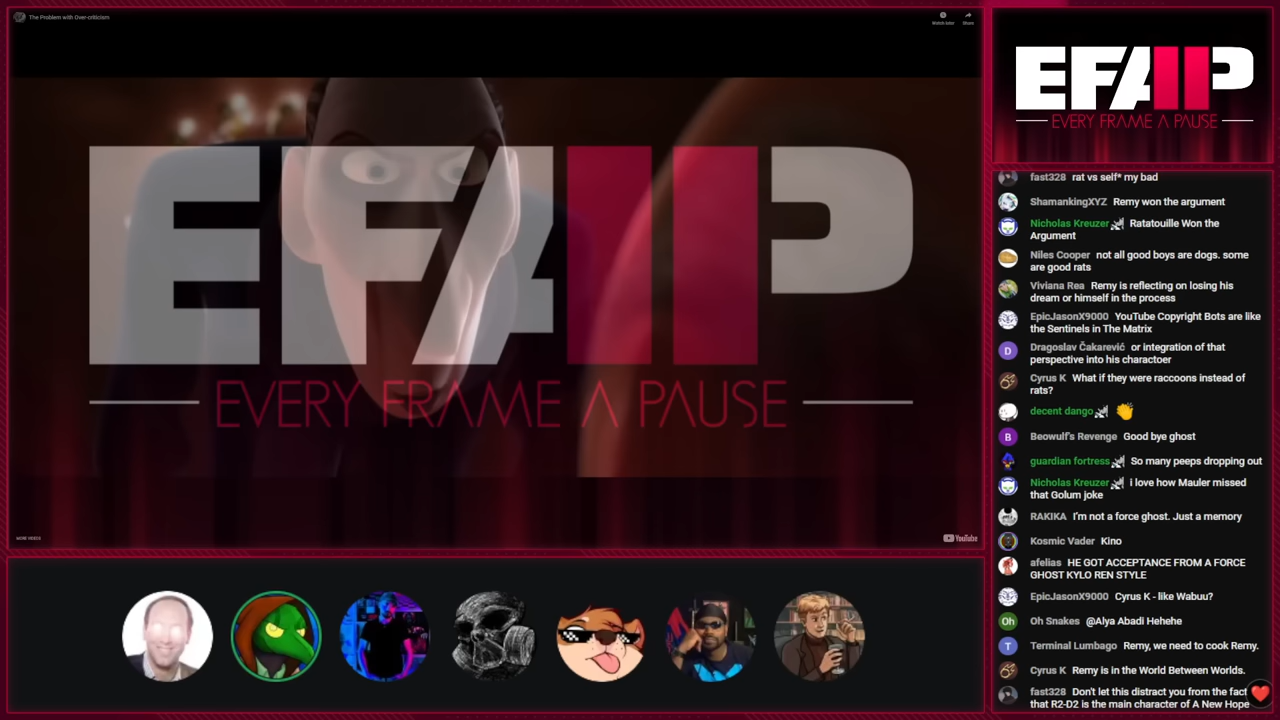 The Problem with Over-criticism
Watch later
Share
EFAP
EVERY FRAME A PAUSE
MORE VIDEOS
YouTube
EFAP
EVERY FRAME A PAUSE
fast328 rat vs self* my bad
ShamankingXYZ Remy won the argument
Nicholas Kreuzer Ratatouille Won the
Argument
Niles Cooper not all good boys are dogs. some
are good rats
Viviana Rea Remy is reflecting on losing his
dream or himself in the process
EpicJasonX9000 YouTube Copyright Bots are like
the Sentinels in The Matrix
D
Dragoslav Čakarević or integration of that
perspective into his charactoer
Cyrus K What if they were raccoons instead of
rats?
decent dango 👏
B
Beowulf's Revenge Good bye ghost
guardian fortress So many peeps dropping out
Nicholas Kreuzer i love how Mauler missed
that Golum joke
RAKIKA I'm not a force ghost. Just a memory
Kosmic Vader Kino
afelias HE GOT ACCEPTANCE FROM A FORCE
GHOST KYLO REN STYLE
EpicJasonX9000 Cyrus K - like Wabuu?
Oh
Oh Snakes @Alya Abadi Hehehe
T
Terminal Lumbago Remy, we need to cook Remy.
Cyrus K Remy is in the World Between Worlds.
fast328 Don't let this distract you from the fact
that R2-D2 is the main character of A New Hope